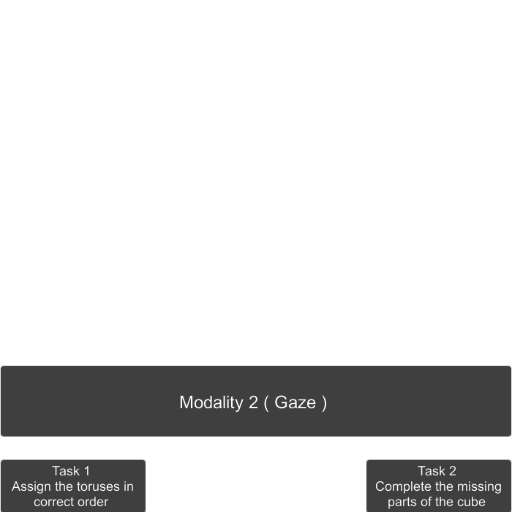 Modality 2 ( Gaze )
Task 1
Assign the toruses in
correct order
Task 2
Complete the missing
parts of the cube